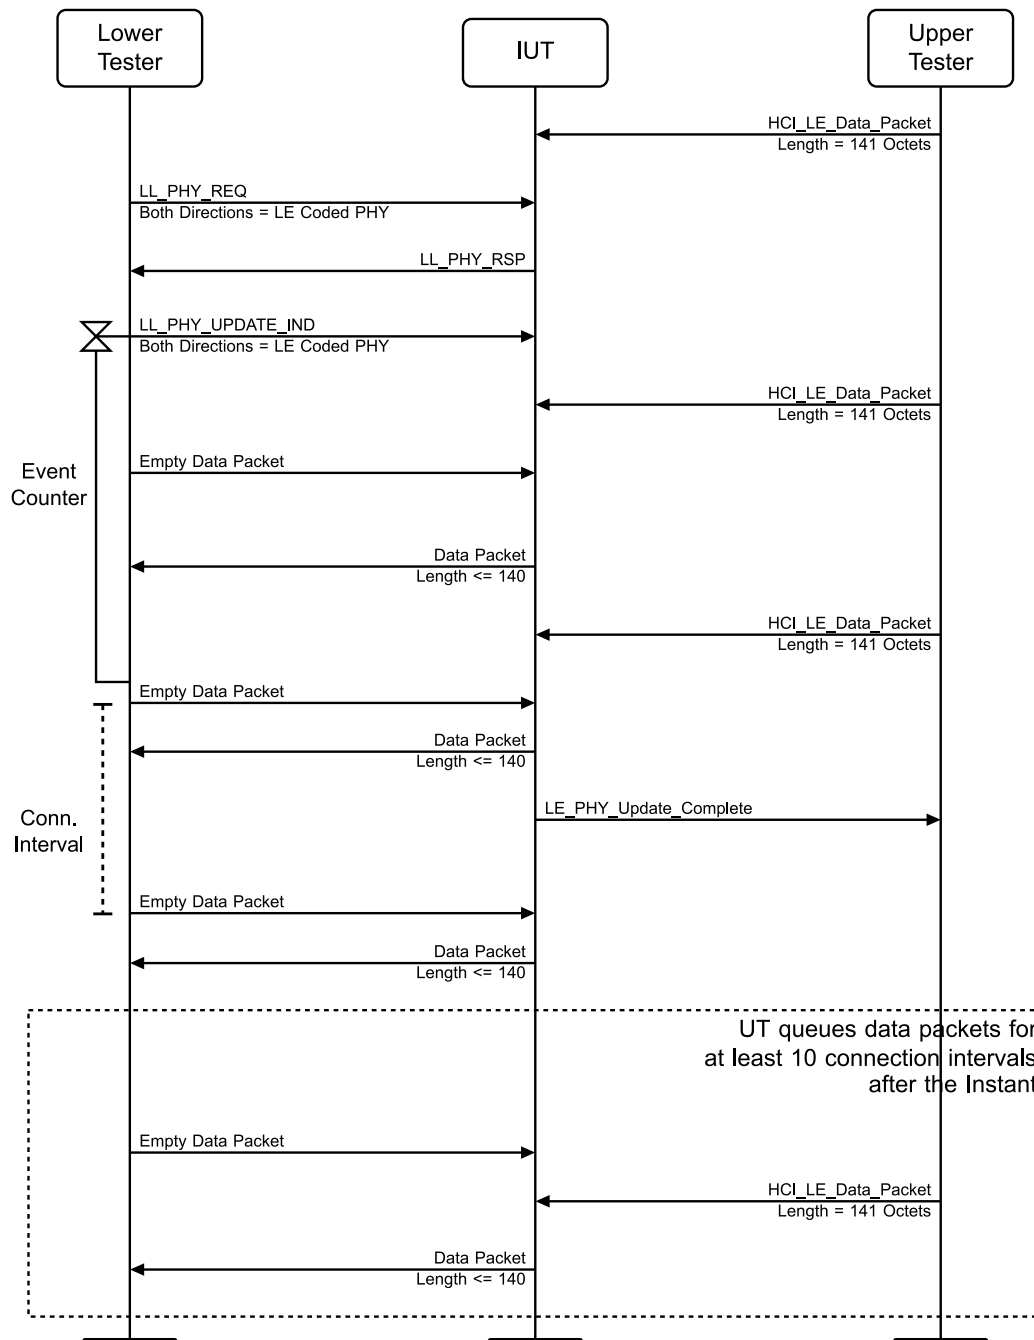 Lower
Tester
IUT
Upper
Tester
HCI_LE_Data_Packet
Length = 141 Octets
LL_PHY_REQ
Both Directions = LE Coded PHY
LL_PHY_RSP
LL_PHY_UPDATE_IND
Both Directions = LE Coded PHY
HCI_LE_Data_Packet
Length = 141 Octets
Event
Counter
Empty Data Packet
Data Packet
Length <= 140
HCI_LE_Data_Packet
Length = 141 Octets
Empty Data Packet
Data Packet
Length <= 140
LE_PHY_Update_Complete
Conn.
Interval
Empty Data Packet
Data Packet
Length <= 140
UT queues data packets for
at least 10 connection intervals
after the Instant
Empty Data Packet
HCI_LE_Data_Packet
Length = 141 Octets
Data Packet
Length <= 140